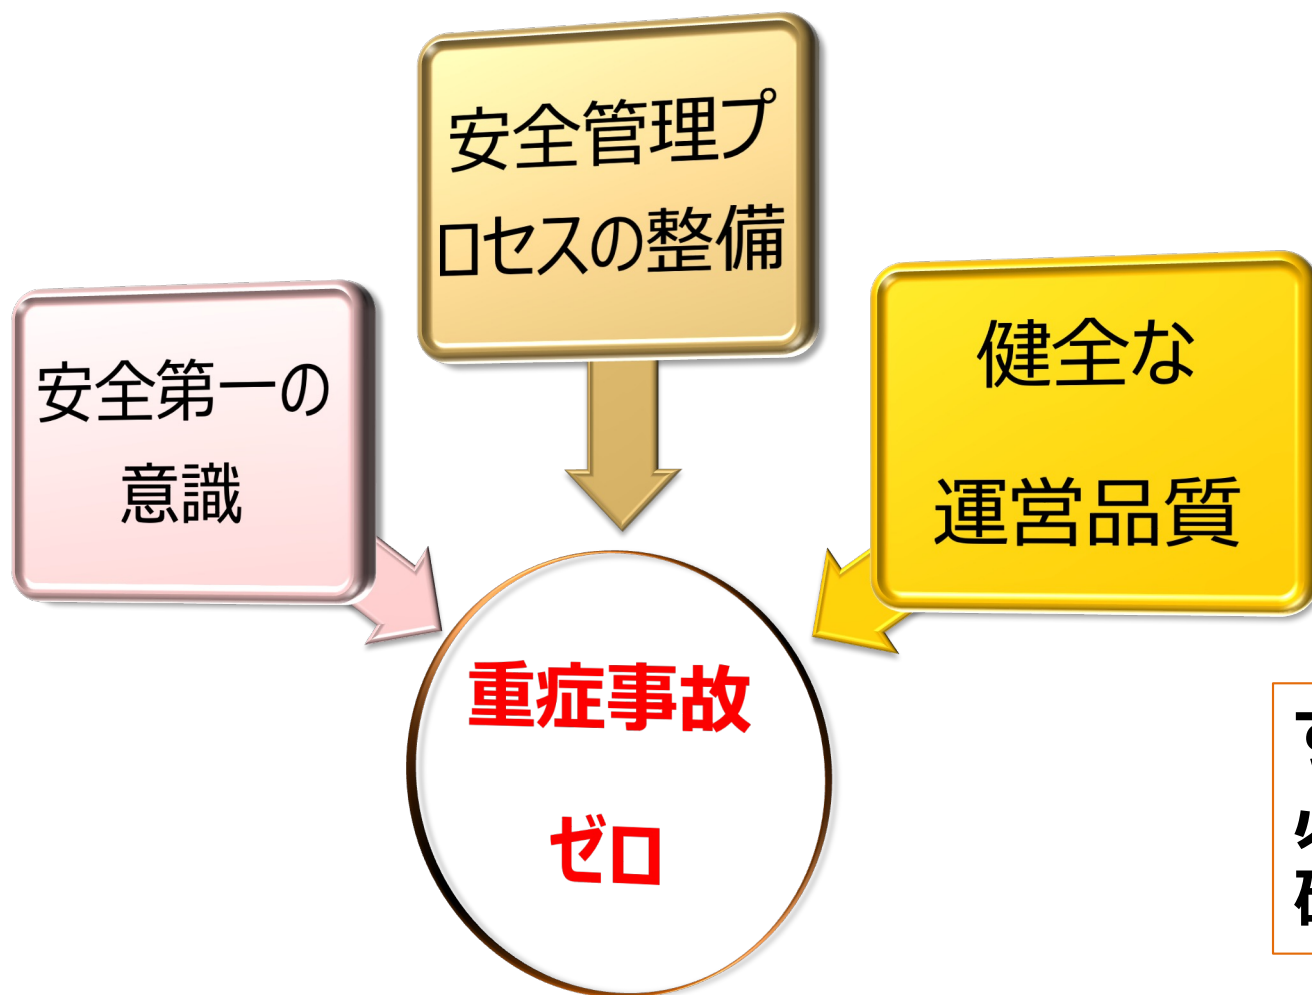 安全管理プ
ロセスの整備
安全第一の
意識
健全な
運営品質
重症事故
ゼロ